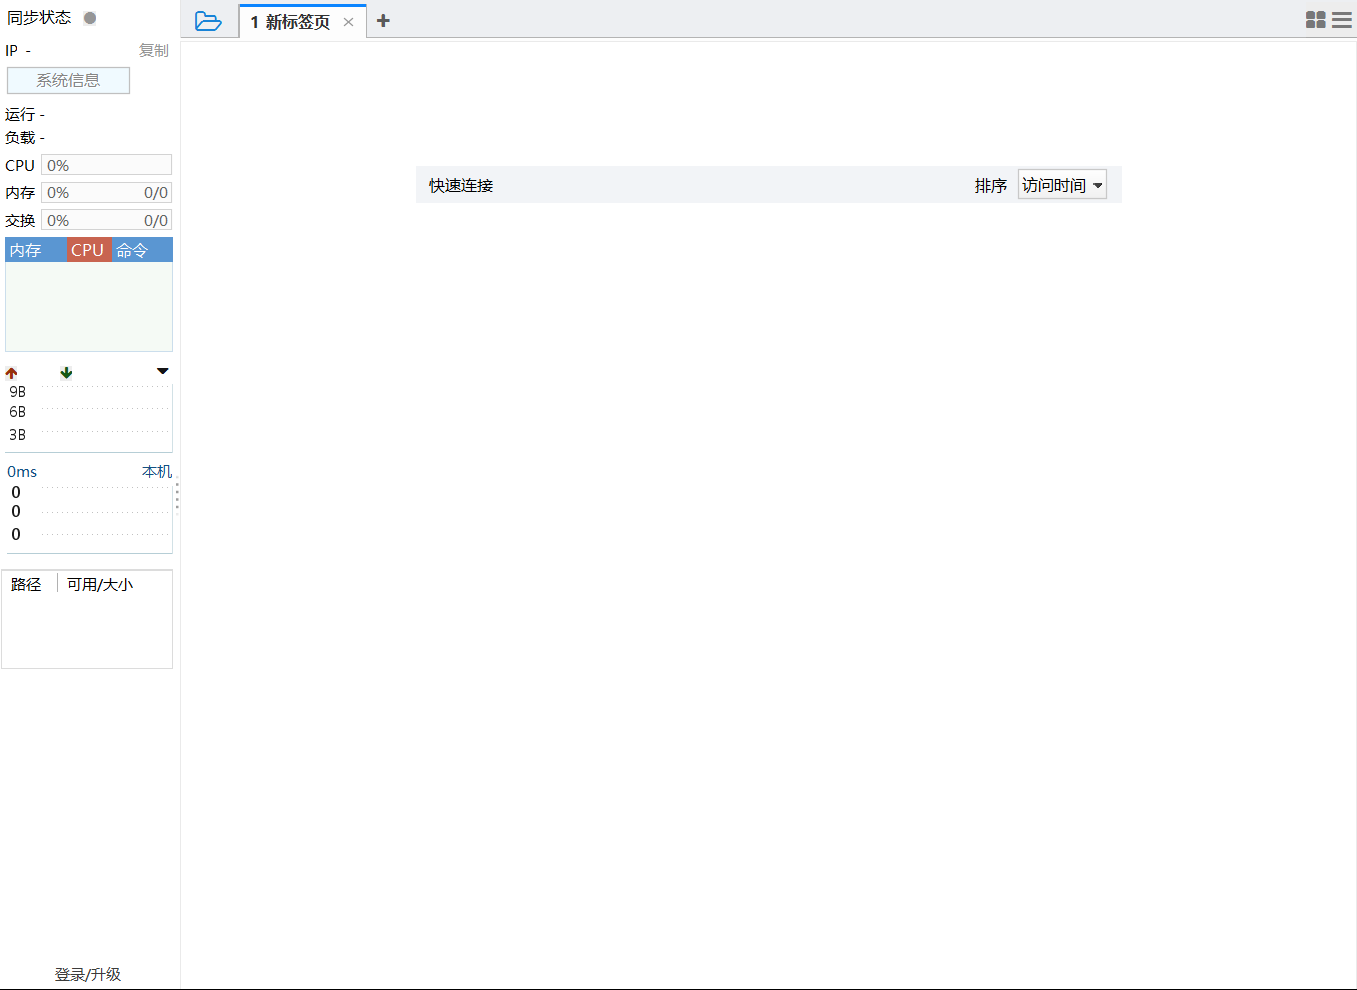 同步状态
IP -
复制
系统信息
运行 -
负载 -
CPU 0%
内存 0% 0/0
交换 0% 0/0
内存 CPU 命令
9B
6B
3B
0ms 本机
0
0
0
路径 可用/大小
登录/升级
1 新标签页
快速连接 排序 访问时间